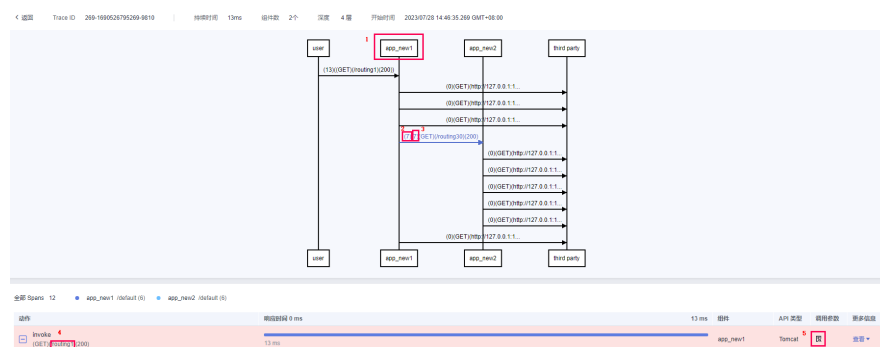 < 返回 Trace ID 269-1690526795269-9810 | 持续时间 13ms 组件数 2个 深度 4 层 开始时间 2023/07/28 14:46:35.269 GMT+08:00
1
user app_new1 app_new2 third party
(13)((GET)(/routing1)(200))
(0)(GET)(http://127.0.0.1:1...
(0)(GET)(http://127.0.0.1:1...
(0)(GET)(http://127.0.0.1:1...
2 3
(7)(7)(GET)(/routing30)(200)
(0)(GET)(http://127.0.0.1:1...
(0)(GET)(http://127.0.0.1:1...
(0)(GET)(http://127.0.0.1:1...
(0)(GET)(http://127.0.0.1:1...
(0)(GET)(http://127.0.0.1:1...
(0)(GET)(http://127.0.0.1:1...
user app_new1 app_new2 third party
全部 Spans 12 app_new1 /default (6) app_new2 /default (6)
动作 响应时间 0 ms 13 ms 组件 API 类型 调用参数 更多信息
invoke 4
(GET)(/routing1)(200) 13 ms app_new1 Tomcat 5 查看